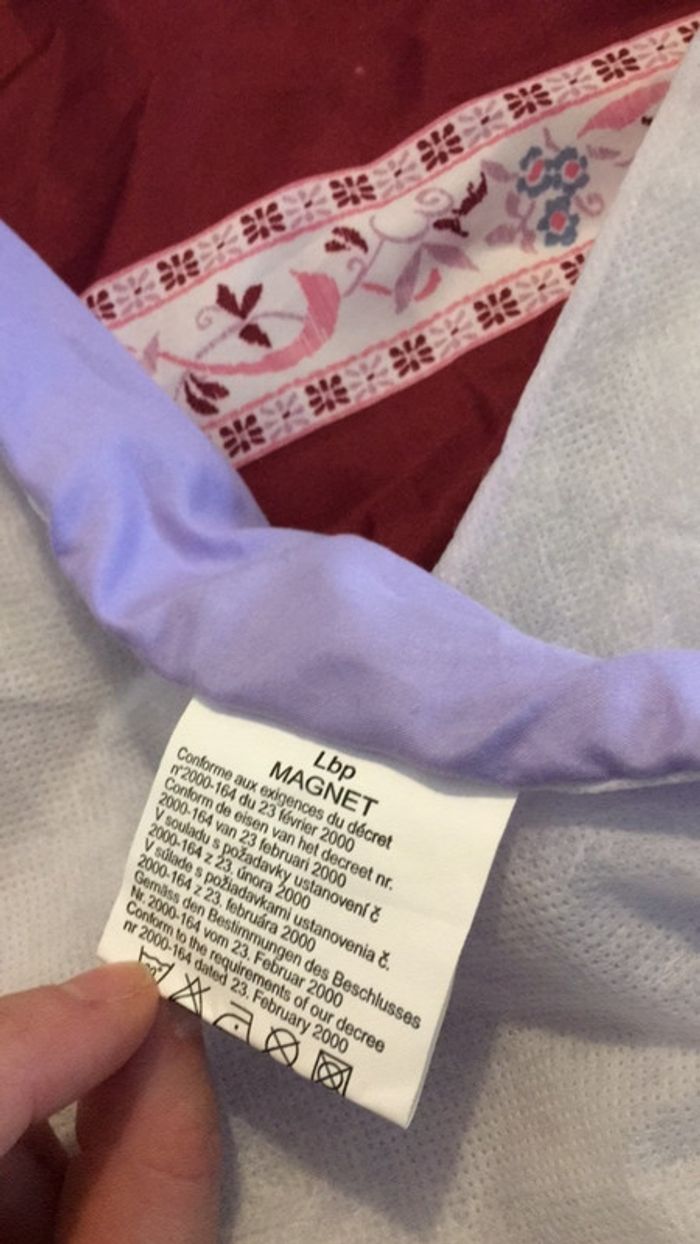 Lbp
MAGNET
Conforme aux exigences du décret
n°2000-164 du 23 février 2000
Conform de eisen van het decreet nr.
2000-164 van 23 februari 2000
V souladu s požadavky ustanovení č
2000-164 z 23. února 2000
V súlade s požiadavkami ustanovenia č.
2000-164 z 23. februára 2000
Gemäss den Bestimmungen des Beschlusses
Nr. 2000-164 vom 23. Februar 2000
Conform to the requirements of our decree
nr 2000-164 dated 23. February 2000